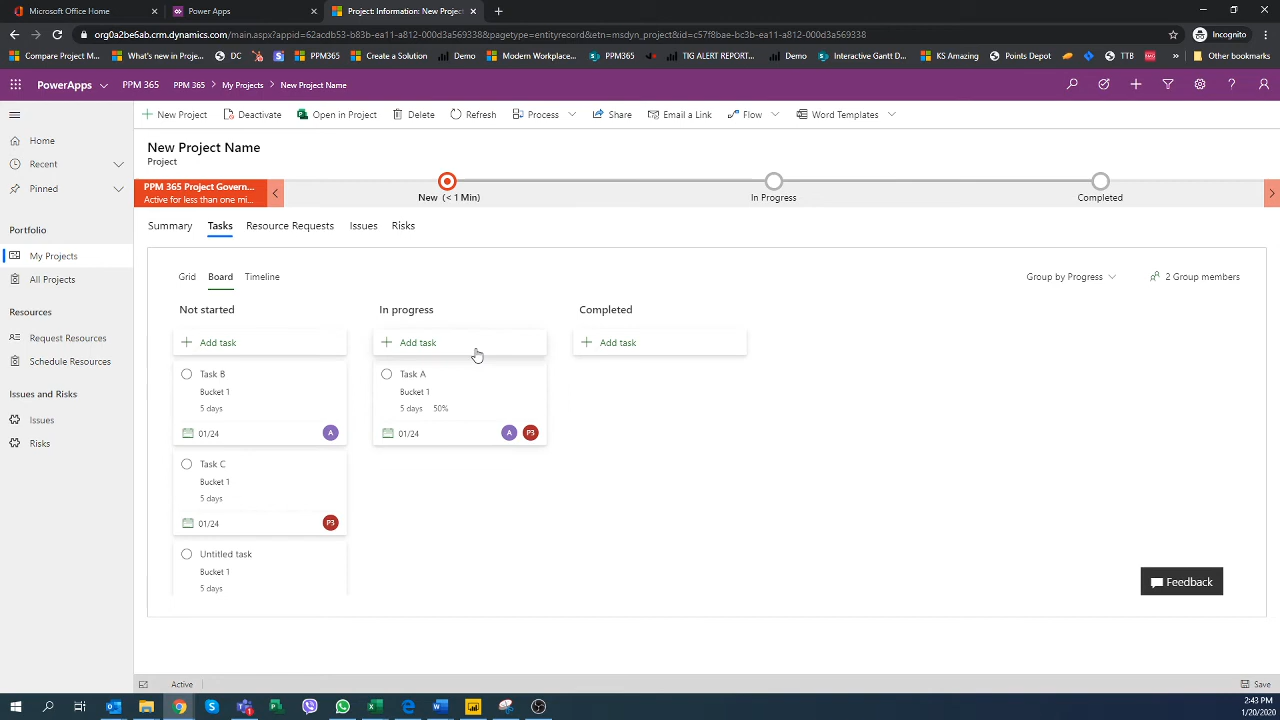 Microsoft Office Home
Power Apps
Project: Information: New Proje
org0a2be6ab.crm.dynamics.com/main.aspx?appid=62acdb53-b83b-ea11-a812-000d3a569338&pagetype=entityrecord&etn=msdyn_project&id=c57f8bae-bc3b-ea11-a812-000d3a569338
Incognito
Compare Project M...
What's new in Proje...
DC
PPM365
Create a Solution
Demo
Modern Workplace...
PPM365
TIG ALERT REPORT...
Demo
Interactive Gantt D...
KS Amazing
Points Depot
TTB
»
Other bookmarks
PowerApps
PPM 365
PPM 365 > My Projects > New Project Name
New Project
Deactivate
Open in Project
Delete
Refresh
Process
Share
Email a Link
Flow
Word Templates
Home
Recent
Pinned
Portfolio
My Projects
All Projects
Resources
Request Resources
Schedule Resources
Issues and Risks
Issues
Risks
New Project Name
Project
PPM 365 Project Govern...
Active for less than one mi...
New (< 1 Min)
In Progress
Completed
Summary
Tasks
Resource Requests
Issues
Risks
Grid
Board
Timeline
Group by Progress
2 Group members
Not started
In progress
Completed
+ Add task
+ Add task
+ Add task
Task B
Bucket 1
5 days
01/24
A
Task C
Bucket 1
5 days
01/24
P3
Untitled task
Bucket 1
5 days
Task A
Bucket 1
5 days 50%
01/24
A P3
Feedback
Active
Save
2:43 PM
1/20/2020